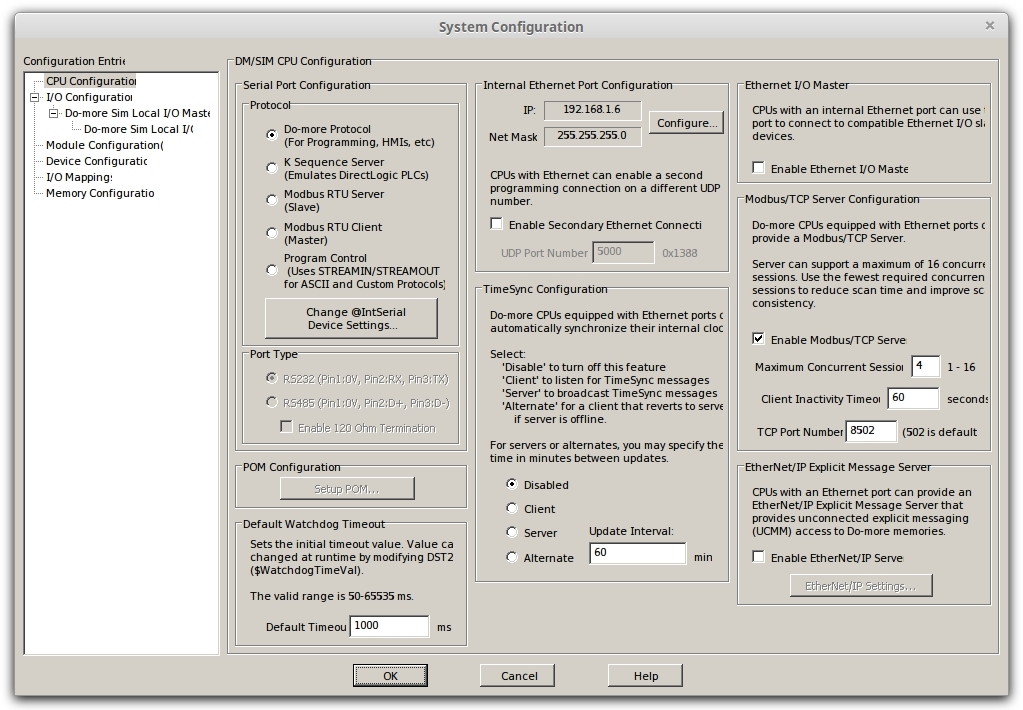 System Configuration
Configuration Entrie
CPU Configuration
I/O Configuration
Do-more Sim Local I/O Maste
Do-more Sim Local I/(
Module Configuration(
Device Configuratic
I/O Mappings
Memory Configuratio
DM/SIM CPU Configuration
Serial Port Configuration
Protocol
Do-more Protocol
(For Programming, HMIs, etc)
K Sequence Server
(Emulates DirectLogic PLCs)
Modbus RTU Server
(Slave)
Modbus RTU Client
(Master)
Program Control
(Uses STREAMIN/STREAMOUT
for ASCII and Custom Protocols)
Change @IntSerial
Device Settings...
Port Type
RS232 (Pin1:0V, Pin2:RX, Pin3:TX)
RS485 (Pin1:0V, Pin2:D+, Pin3:D-)
Enable 120 Ohm Termination
POM Configuration
Setup POM...
Default Watchdog Timeout
Sets the initial timeout value. Value ca
changed at runtime by modifying DST2
($WatchdogTimeVal).
The valid range is 50-65535 ms.
Default Timeou 1000 ms
Internal Ethernet Port Configuration
IP: 192.168.1.6
Net Mask 255.255.255.0
Configure...
CPUs with Ethernet can enable a second
programming connection on a different UDP
number.
Enable Secondary Ethernet Connecti
UDP Port Number 5000 0x1388
TimeSync Configuration
Do-more CPUs equipped with Ethernet ports c
automatically synchronize their internal cloc
Select:
'Disable' to turn off this feature
'Client' to listen for TimeSync messages
'Server' to broadcast TimeSync messages
'Alternate' for a client that reverts to serve
if server is offline.
For servers or alternates, you may specify the
time in minutes between updates.
Disabled
Client
Server
Alternate
Update Interval:
60 min
Ethernet I/O Master
CPUs with an internal Ethernet port can use
port to connect to compatible Ethernet I/O sla
devices.
Enable Ethernet I/O Maste
Modbus/TCP Server Configuration
Do-more CPUs equipped with Ethernet ports c
provide a Modbus/TCP Server.
Server can support a maximum of 16 concurre
sessions. Use the fewest required concurren
sessions to reduce scan time and improve sc
consistency.
Enable Modbus/TCP Serve
Maximum Concurrent Session 4 1 - 16
Client Inactivity Timeou 60 seconds
TCP Port Number 8502 (502 is default
EtherNet/IP Explicit Message Server
CPUs with an Ethernet port can provide an
EtherNet/IP Explicit Message Server that
provides unconnected explicit messaging
(UCMM) access to Do-more memories.
Enable EtherNet/IP Serve
EtherNet/IP Settings...
OK
Cancel
Help